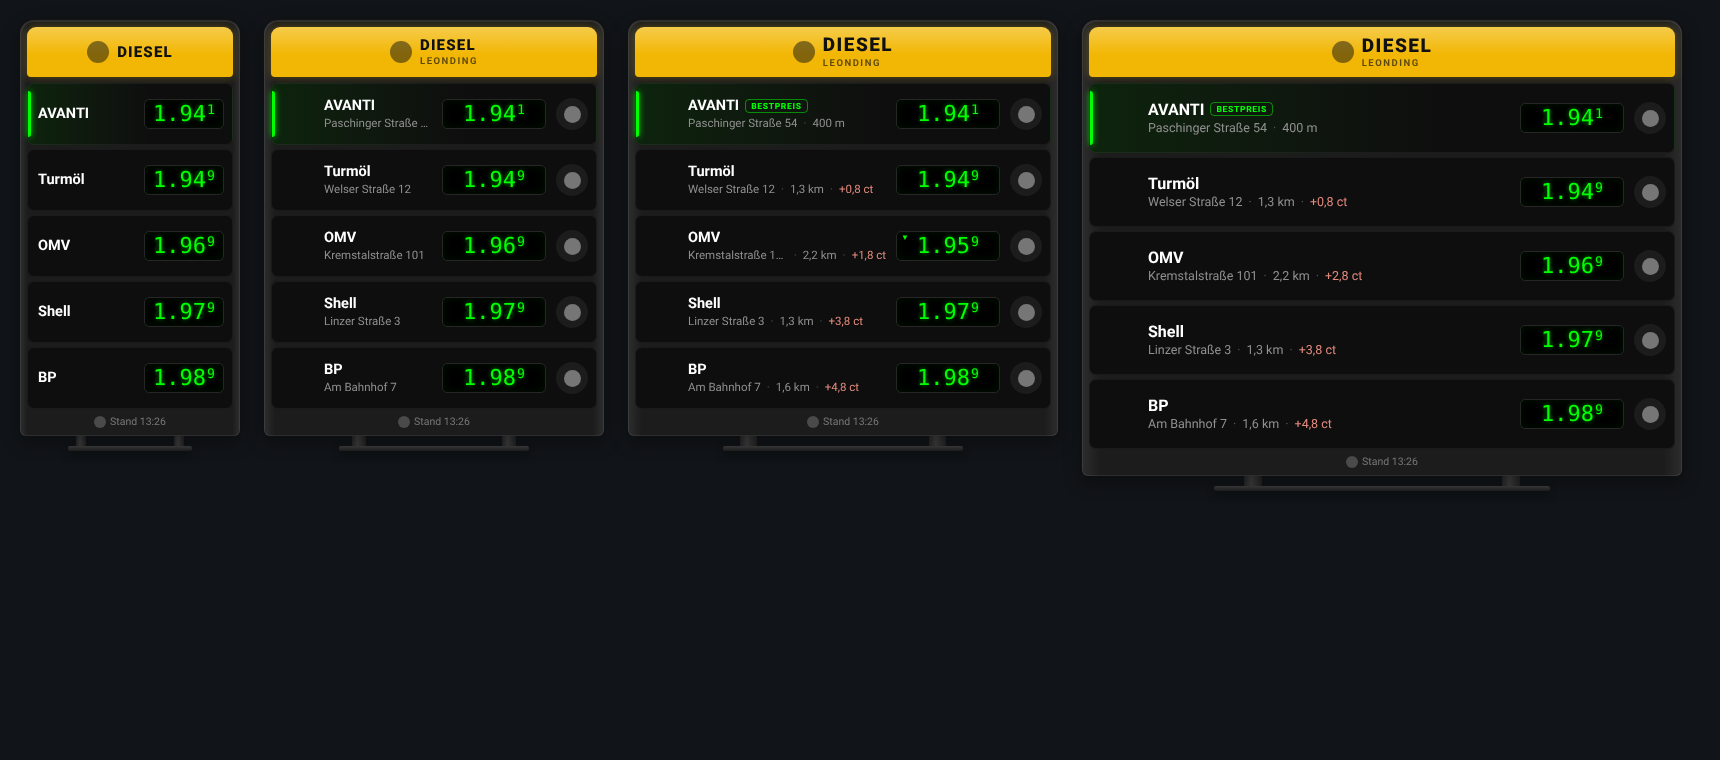 DIESEL
AVANTI
1.941
Turmöl
1.949
OMV
1.969
Shell
1.979
BP
1.989
Stand 13:26
DIESEL
LEONDING
AVANTI
Paschinger Straße ...
1.941
Turmöl
Welser Straße 12
1.949
OMV
Kremstalstraße 101
1.969
Shell
Linzer Straße 3
1.979
BP
Am Bahnhof 7
1.989
Stand 13:26
DIESEL
LEONDING
AVANTI BESTPREIS
Paschinger Straße 54 · 400 m
1.941
Turmöl
Welser Straße 12 · 1,3 km · +0,8 ct
1.949
OMV
Kremstalstraße 1... · 2,2 km · +1,8 ct
▼ 1.959
Shell
Linzer Straße 3 · 1,3 km · +3,8 ct
1.979
BP
Am Bahnhof 7 · 1,6 km · +4,8 ct
1.989
Stand 13:26
DIESEL
LEONDING
AVANTI BESTPREIS
Paschinger Straße 54 · 400 m
1.941
Turmöl
Welser Straße 12 · 1,3 km · +0,8 ct
1.949
OMV
Kremstalstraße 101 · 2,2 km · +2,8 ct
1.969
Shell
Linzer Straße 3 · 1,3 km · +3,8 ct
1.979
BP
Am Bahnhof 7 · 1,6 km · +4,8 ct
1.989
Stand 13:26